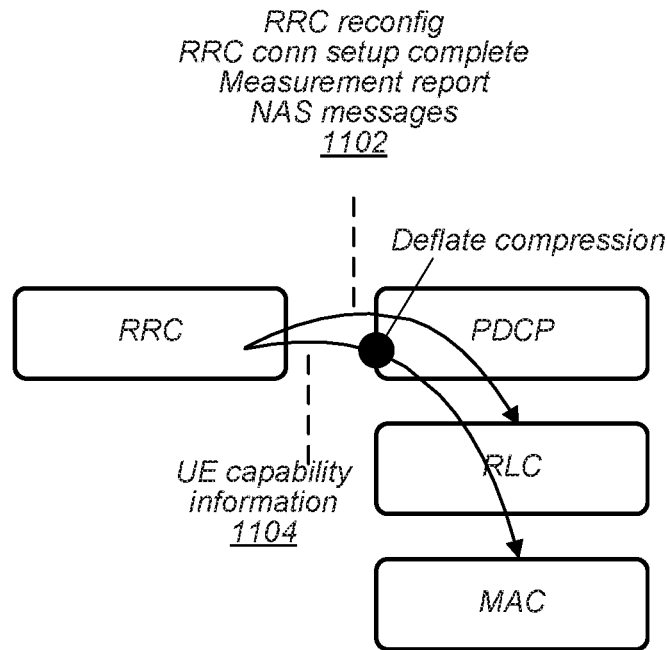 RRC reconfig
RRC conn setup complete
Measurement report
NAS messages
1102
Deflate compression
RRC
PDCP
RLC
UE capability
information
1104
MAC